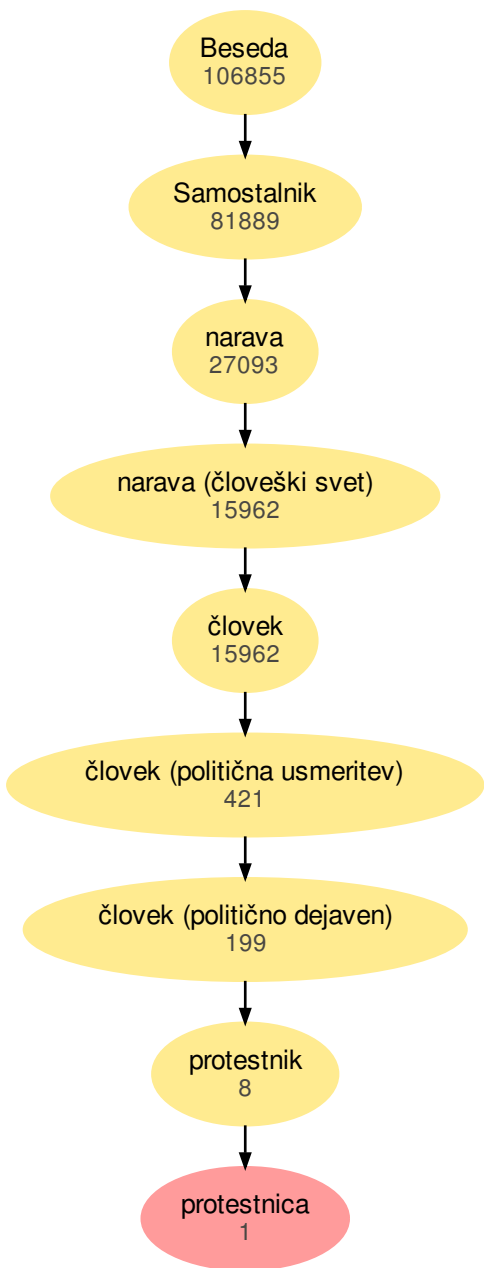 Beseda
106855
Samostalnik
81889
narava
27093
narava (človeški svet)
15962
človek
15962
človek (politična usmeritev)
421
človek (politično dejaven)
199
protestnik
8
protestnica
1